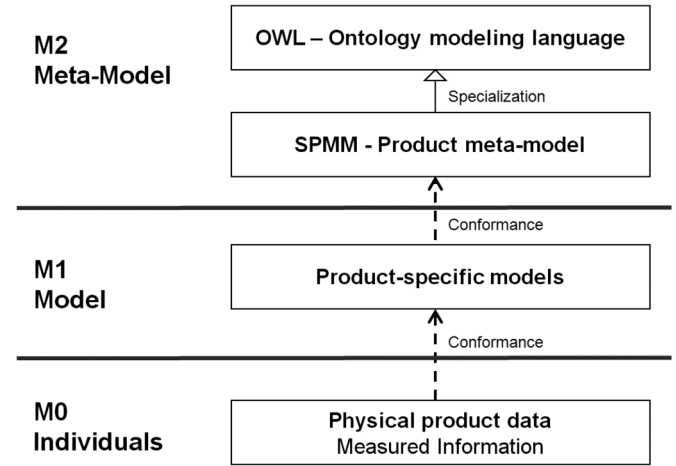 M2
Meta-Model
OWL – Ontology modeling language
Specialization
SPMM - Product meta-model
Conformance
M1
Model
Product-specific models
Conformance
M0
Individuals
Physical product data
Measured Information